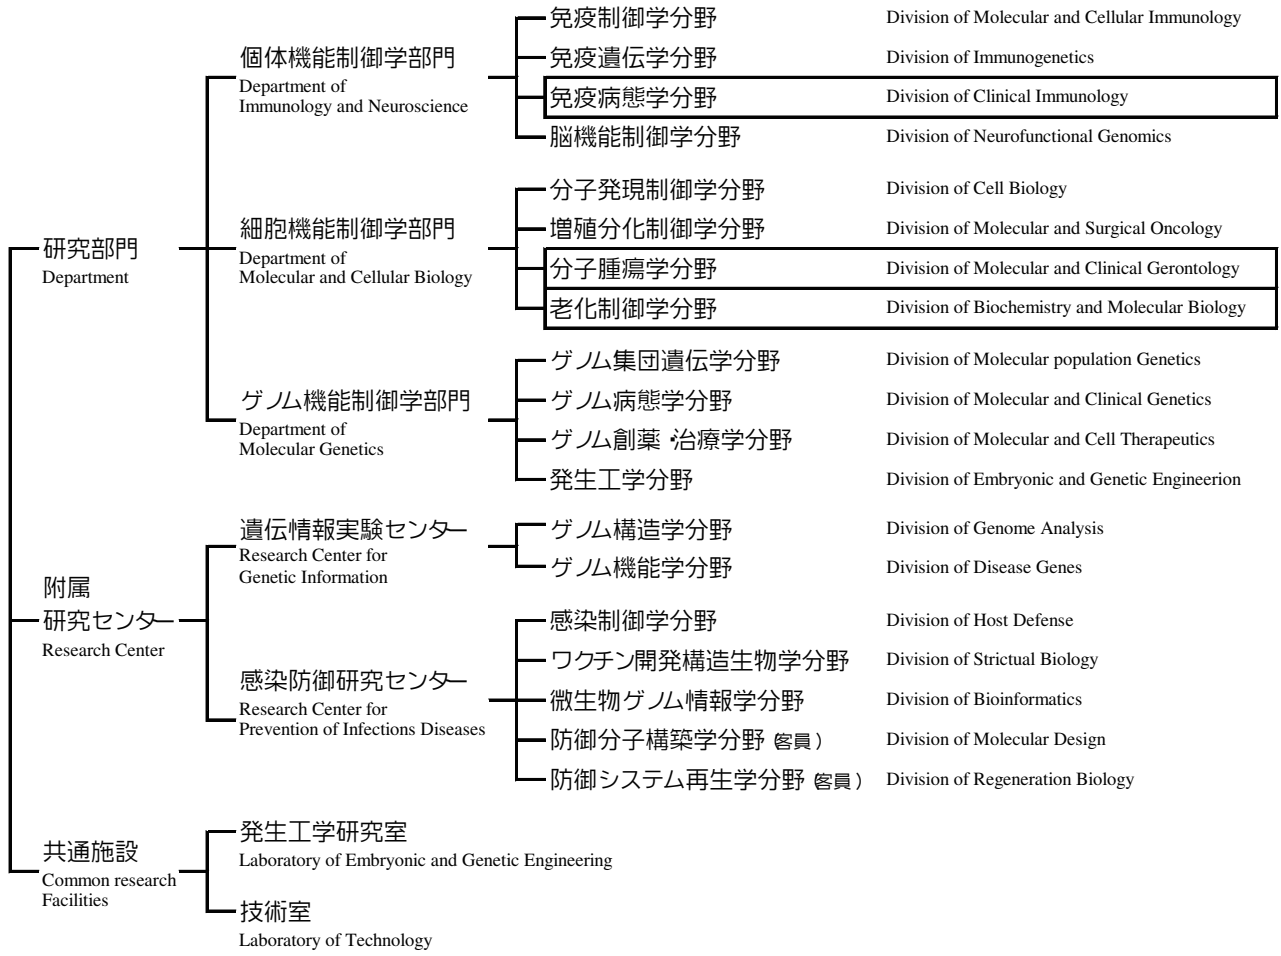 研究部門
Department
個体機能制御学部門
Department of
Immunology and Neuroscience
免疫制御学分野 Division of Molecular and Cellular Immunology
免疫遺伝学分野 Division of Immunogenetics
免疫病態学分野 Division of Clinical Immunology
脳機能制御学分野 Division of Neurofunctional Genomics
細胞機能制御学部門
Department of
Molecular and Cellular Biology
分子発現制御学分野 Division of Cell Biology
増殖分化制御学分野 Division of Molecular and Surgical Oncology
分子腫瘍学分野 Division of Molecular and Clinical Gerontology
老化制御学分野 Division of Biochemistry and Molecular Biology
ゲノム機能制御学部門
Department of
Molecular Genetics
ゲノム集団遺伝学分野 Division of Molecular population Genetics
ゲノム病態学分野 Division of Molecular and Clinical Genetics
ゲノム創薬・治療学分野 Division of Molecular and Cell Therapeutics
発生工学分野 Division of Embryonic and Genetic Engineerion
附属
研究センター
Research Center
遺伝情報実験センター
Research Center for
Genetic Information
ゲノム構造学分野 Division of Genome Analysis
ゲノム機能学分野 Division of Disease Genes
感染防御研究センター
Research Center for
Prevention of Infections Diseases
感染制御学分野 Division of Host Defense
ワクチン開発構造生物学分野 Division of Strictual Biology
微生物ゲノム情報学分野 Division of Bioinformatics
防御分子構築学分野（客員） Division of Molecular Design
防御システム再生学分野（客員） Division of Regeneration Biology
共通施設
Common research
Facilities
発生工学研究室
Laboratory of Embryonic and Genetic Engineering
技術室
Laboratory of Technology